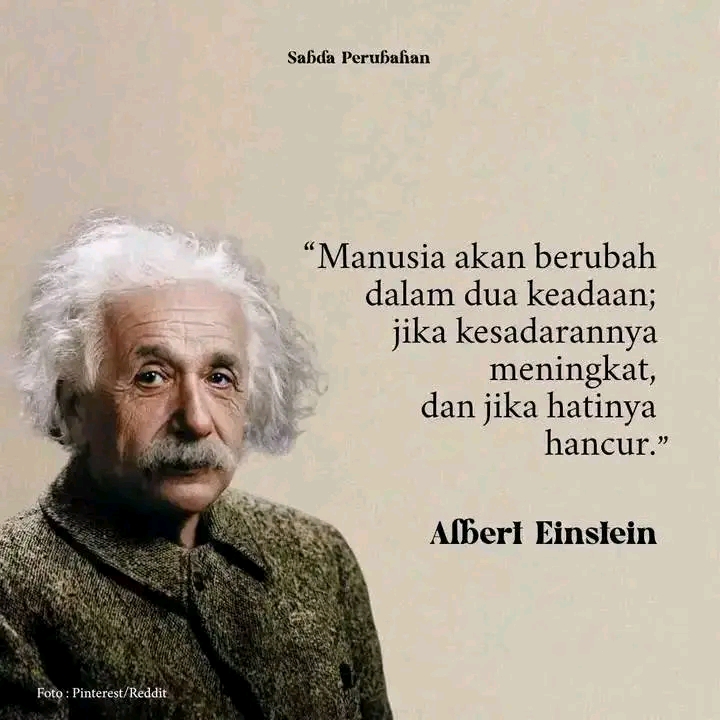 Sabda Perubahan
“Manusia akan berubah
dalam dua keadaan;
jika kesadarannya
meningkat,
dan jika hatinya
hancur.”
Albert Einstein
Foto : Pinterest/Reddit